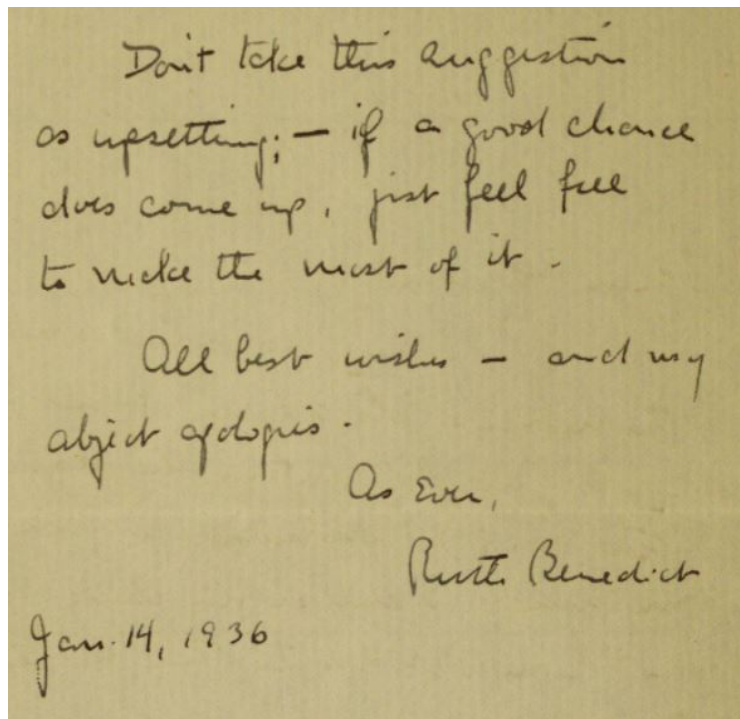 Don't take this suggestion
as upsetting; — if a good chance
does come up, just feel free
to make the most of it.
All best wishes — and my
abject apologies.
As Ever,
Ruth Benedict
Jan. 14, 1936